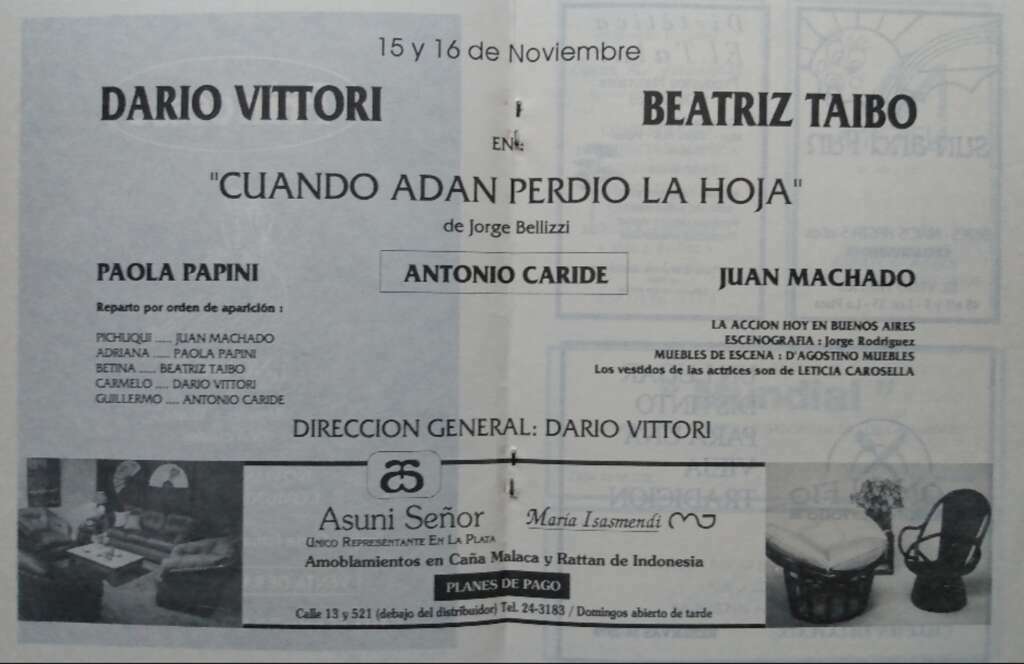 15 y 16 de Noviembre
DARIO VITTORI
BEATRIZ TAIBO
EN:
"CUANDO ADAN PERDIO LA HOJA"
de Jorge Bellizzi
PAOLA PAPINI
ANTONIO CARIDE
JUAN MACHADO
Reparto por orden de aparición :
PICHUQUI ..... JUAN MACHADO
ADRIANA ..... PAOLA PAPINI
BETINA ..... BEATRIZ TAIBO
CARMELO .... DARIO VITTORI
GUILLERMO .... ANTONIO CARIDE
LA ACCION HOY EN BUENOS AIRES
ESCENOGRAFIA : Jorge Rodriguez
MUEBLES DE ESCENA : D'AGOSTINO MUEBLES
Los vestidos de las actrices son de LETICIA CAROSELLA
DIRECCION GENERAL: DARIO VITTORI
Asuni Señor
María Isasmendi
UNICO REPRESENTANTE EN LA PLATA
Amoblamientos en Caña Malaca y Rattan de Indonesia
PLANES DE PAGO
Calle 13 y 521 (debajo del distribuidor) Tel. 24-3183 / Domingos abierto de tarde